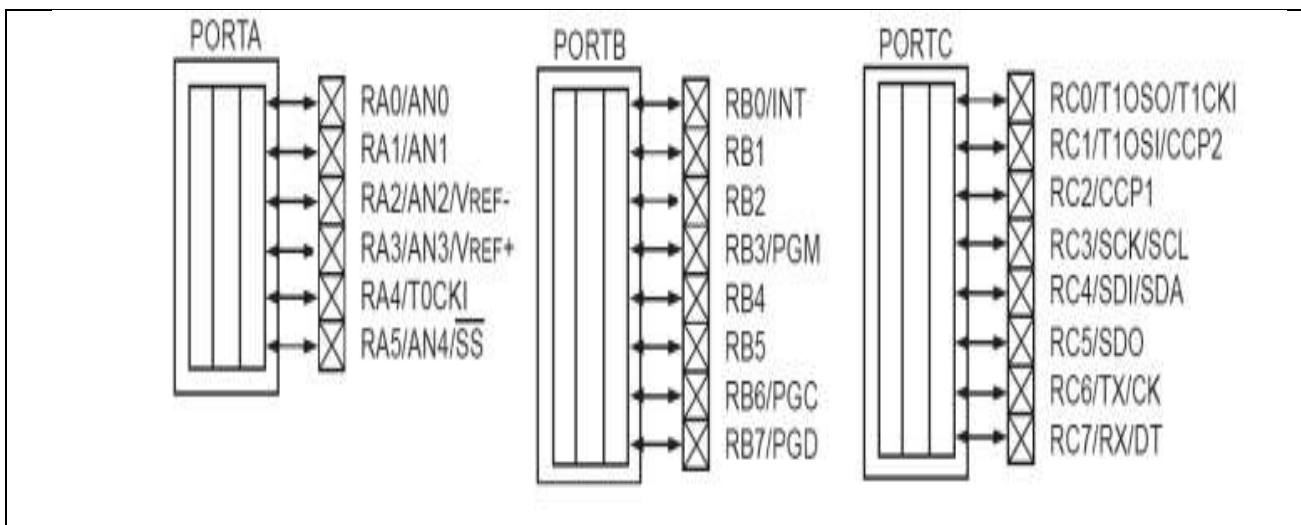 PORTA
RA0/AN0
RA1/AN1
RA2/AN2/VREF-
RA3/AN3/VREF+
RA4/T0CKI
RA5/AN4/SS
PORTB
RB0/INT
RB1
RB2
RB3/PGM
RB4
RB5
RB6/PGC
RB7/PGD
PORTC
RC0/T1OSO/T1CKI
RC1/T1OSI/CCP2
RC2/CCP1
RC3/SCK/SCL
RC4/SDI/SDA
RC5/SDO
RC6/TX/CK
RC7/RX/DT